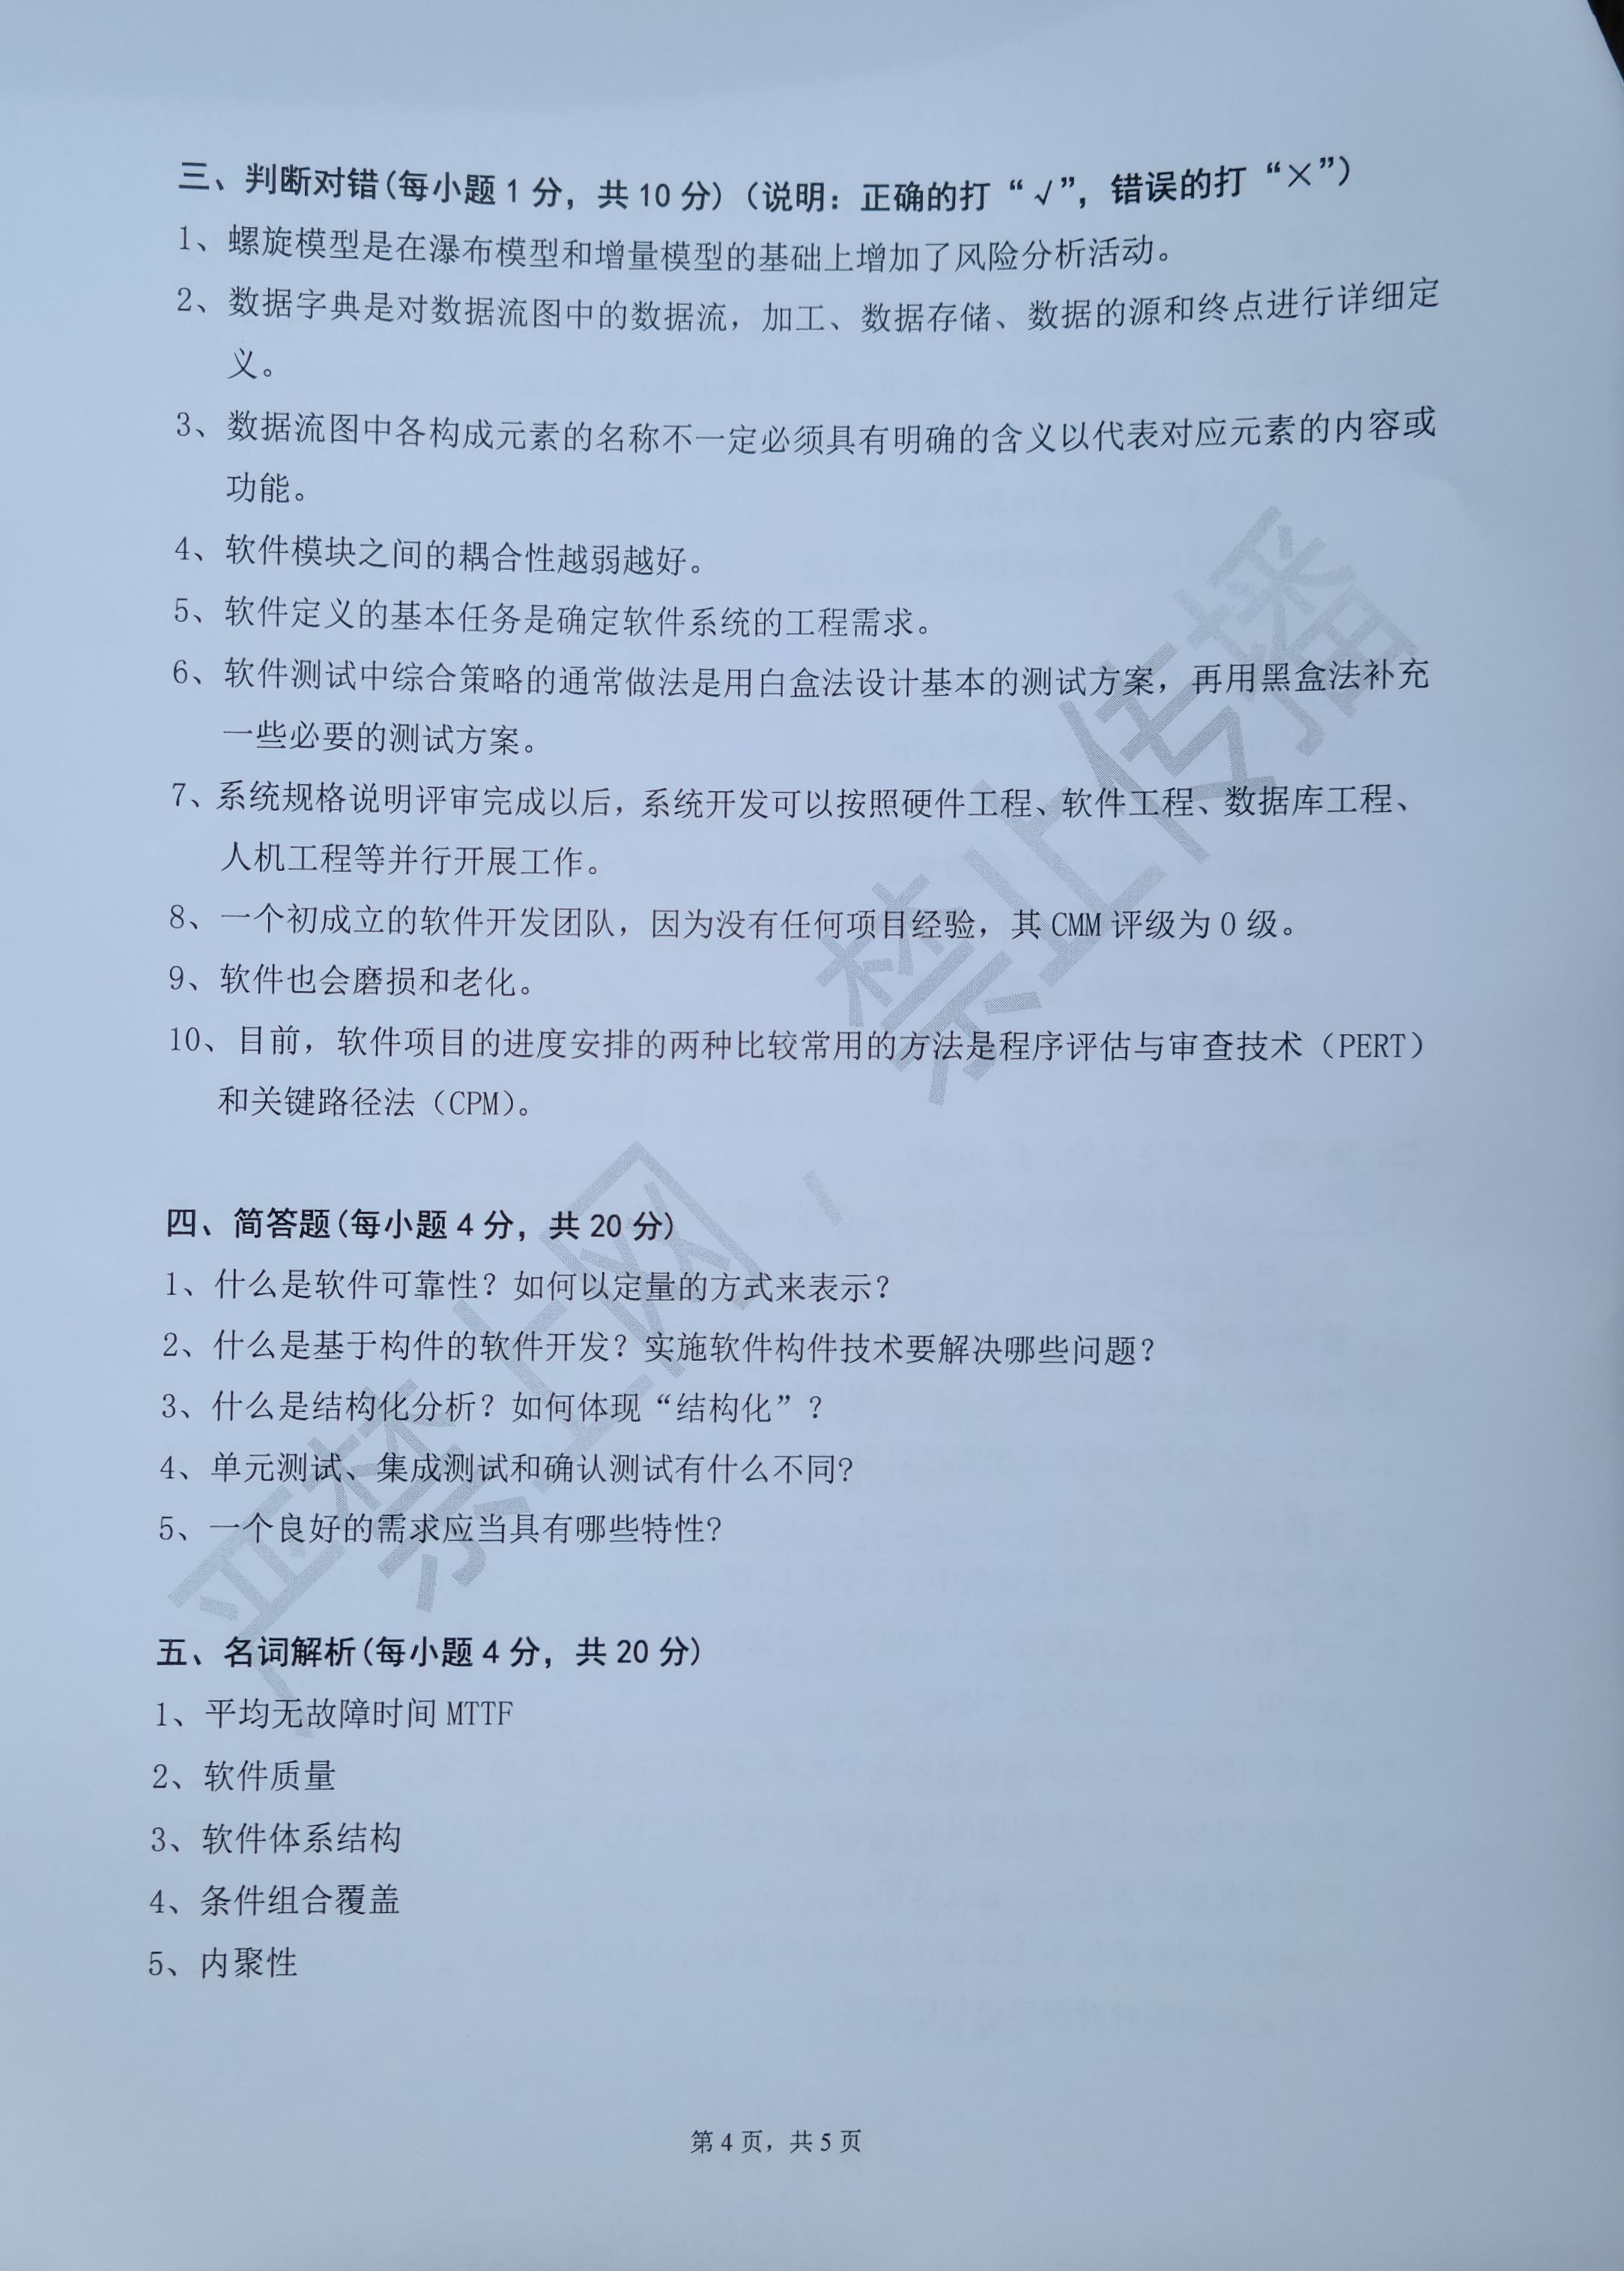 三、判断对错(每小题 1 分，共 10 分)（说明：正确的打“√”，错误的打“×”）
1、螺旋模型是在瀑布模型和增量模型的基础上增加了风险分析活动。
2、数据字典是对数据流图中的数据流，加工、数据存储、数据的源和终点进行详细定
义。
3、数据流图中各构成元素的名称不一定必须具有明确的含义以代表对应元素的内容或
功能。
4、软件模块之间的耦合性越弱越好。
5、软件定义的基本任务是确定软件系统的工程需求。
6、软件测试中综合策略的通常做法是用白盒法设计基本的测试方案，再用黑盒法补充
一些必要的测试方案。
7、系统规格说明评审完成以后，系统开发可以按照硬件工程、软件工程、数据库工程、
人机工程等并行开展工作。
8、一个初成立的软件开发团队，因为没有任何项目经验，其 CMM 评级为 0 级。
9、软件也会磨损和老化。
10、目前，软件项目的进度安排的两种比较常用的方法是程序评估与审查技术（PERT）
和关键路径法（CPM）。
四、简答题(每小题 4 分，共 20 分)
1、什么是软件可靠性？如何以定量的方式来表示？
2、什么是基于构件的软件开发？实施软件构件技术要解决哪些问题？
3、什么是结构化分析？如何体现“结构化”？
4、单元测试、集成测试和确认测试有什么不同?
5、一个良好的需求应当具有哪些特性?
五、名词解析(每小题 4 分，共 20 分)
1、平均无故障时间 MTTF
2、软件质量
3、软件体系结构
4、条件组合覆盖
5、内聚性
第 4 页，共 5 页
严禁上网，禁止传播